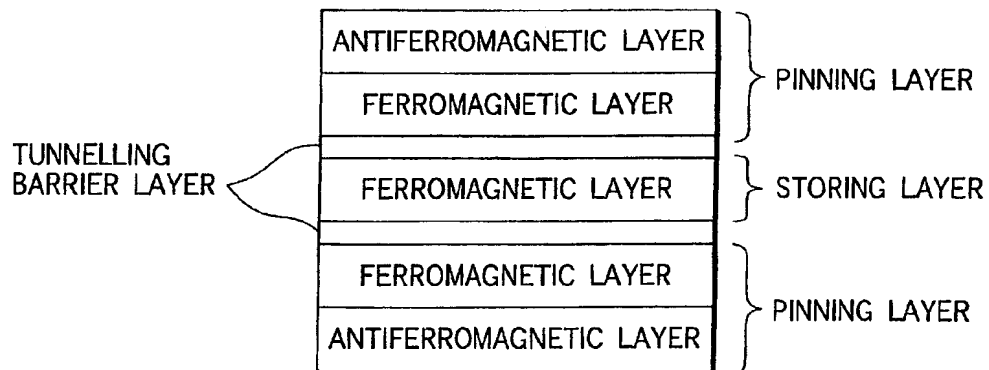 ANTIFERROMAGNETIC LAYER
FERROMAGNETIC LAYER
PINNING LAYER
TUNNELLING
BARRIER LAYER
FERROMAGNETIC LAYER
STORING LAYER
FERROMAGNETIC LAYER
ANTIFERROMAGNETIC LAYER
PINNING LAYER